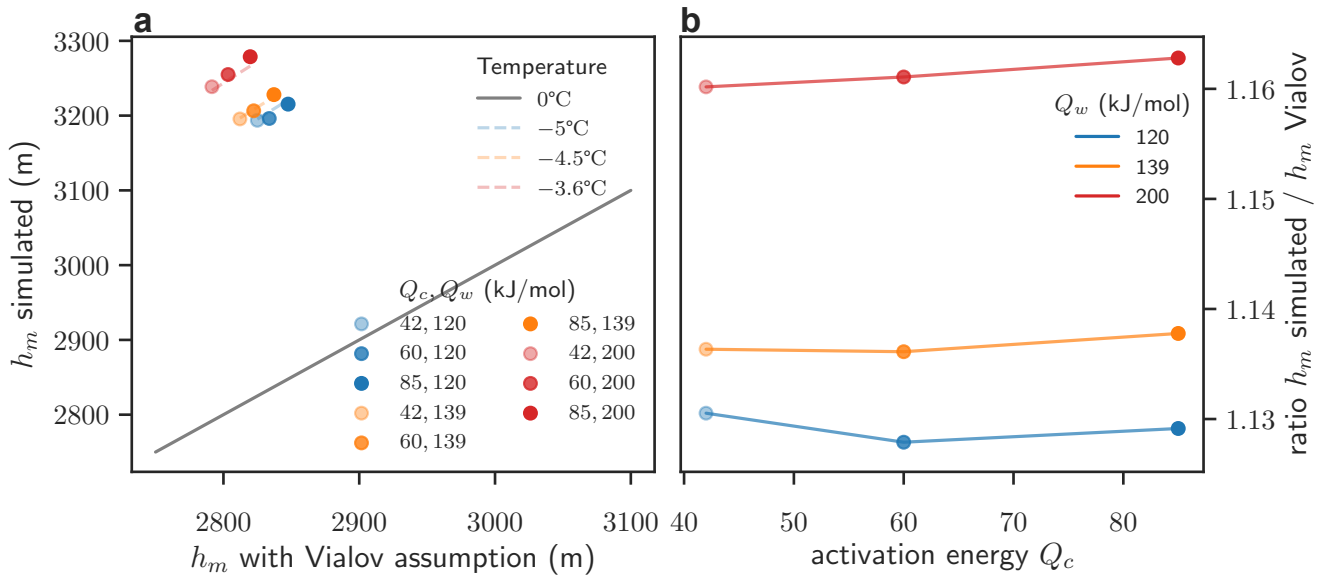 a
b
3300
3200
3100
3000
2900
2800
h_m simulated (m)
Temperature
0°C
−5°C
−4.5°C
−3.6°C
Q_c, Q_w (kJ/mol)
42, 120
60, 120
85, 120
42, 139
60, 139
85, 139
42, 200
60, 200
85, 200
2800 2900 3000 3100
h_m with Vialov assumption (m)
Q_w (kJ/mol)
120
139
200
40 50 60 70 80
activation energy Q_c
1.16
1.15
1.14
1.13
ratio h_m simulated / h_m Vialov